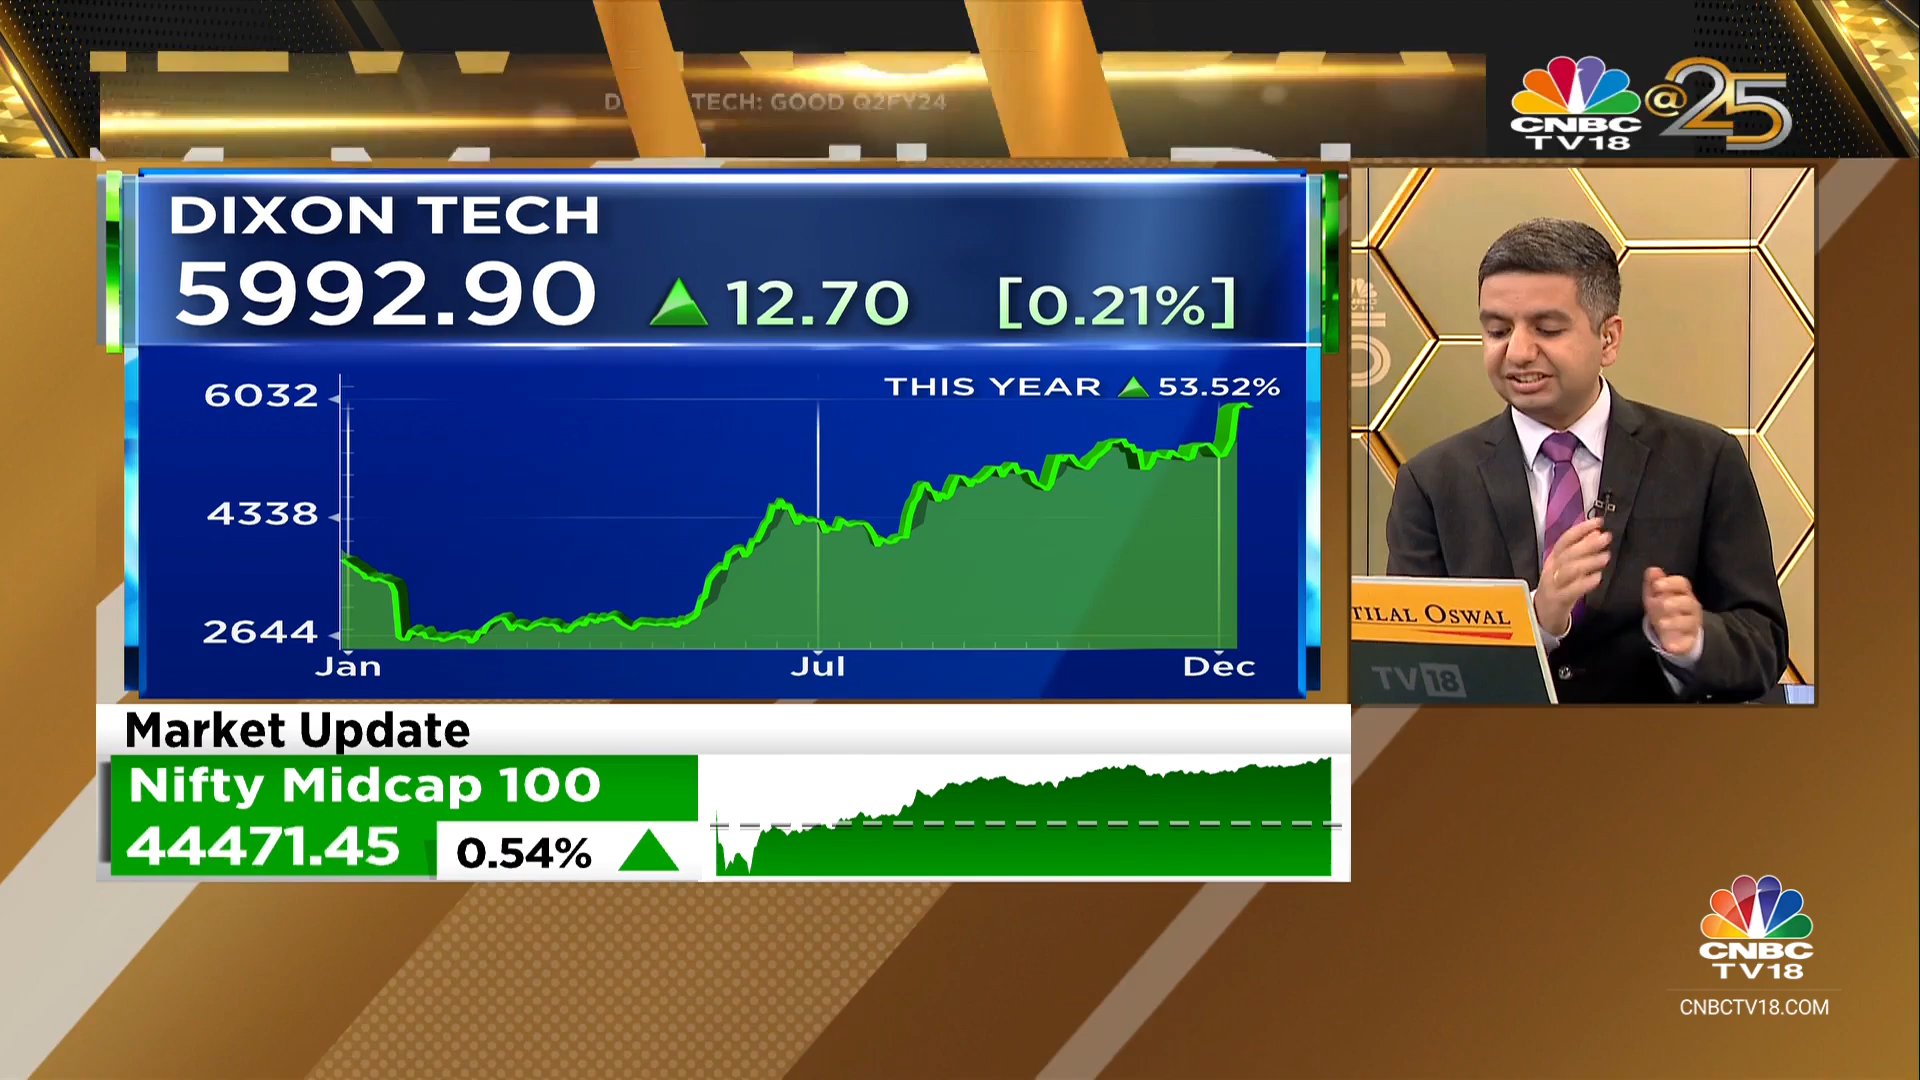 TECH: GOOD Q2FY24
CNBC
TV18
@25
DIXON TECH
5992.90 ▲ 12.70 [0.21%]
THIS YEAR ▲ 53.52%
6032
4338
2644
Jan Jul Dec
TILAL OSWAL
TV18
Market Update
Nifty Midcap 100
44471.45 0.54% ▲
CNBC
TV18
CNBCTV18.COM